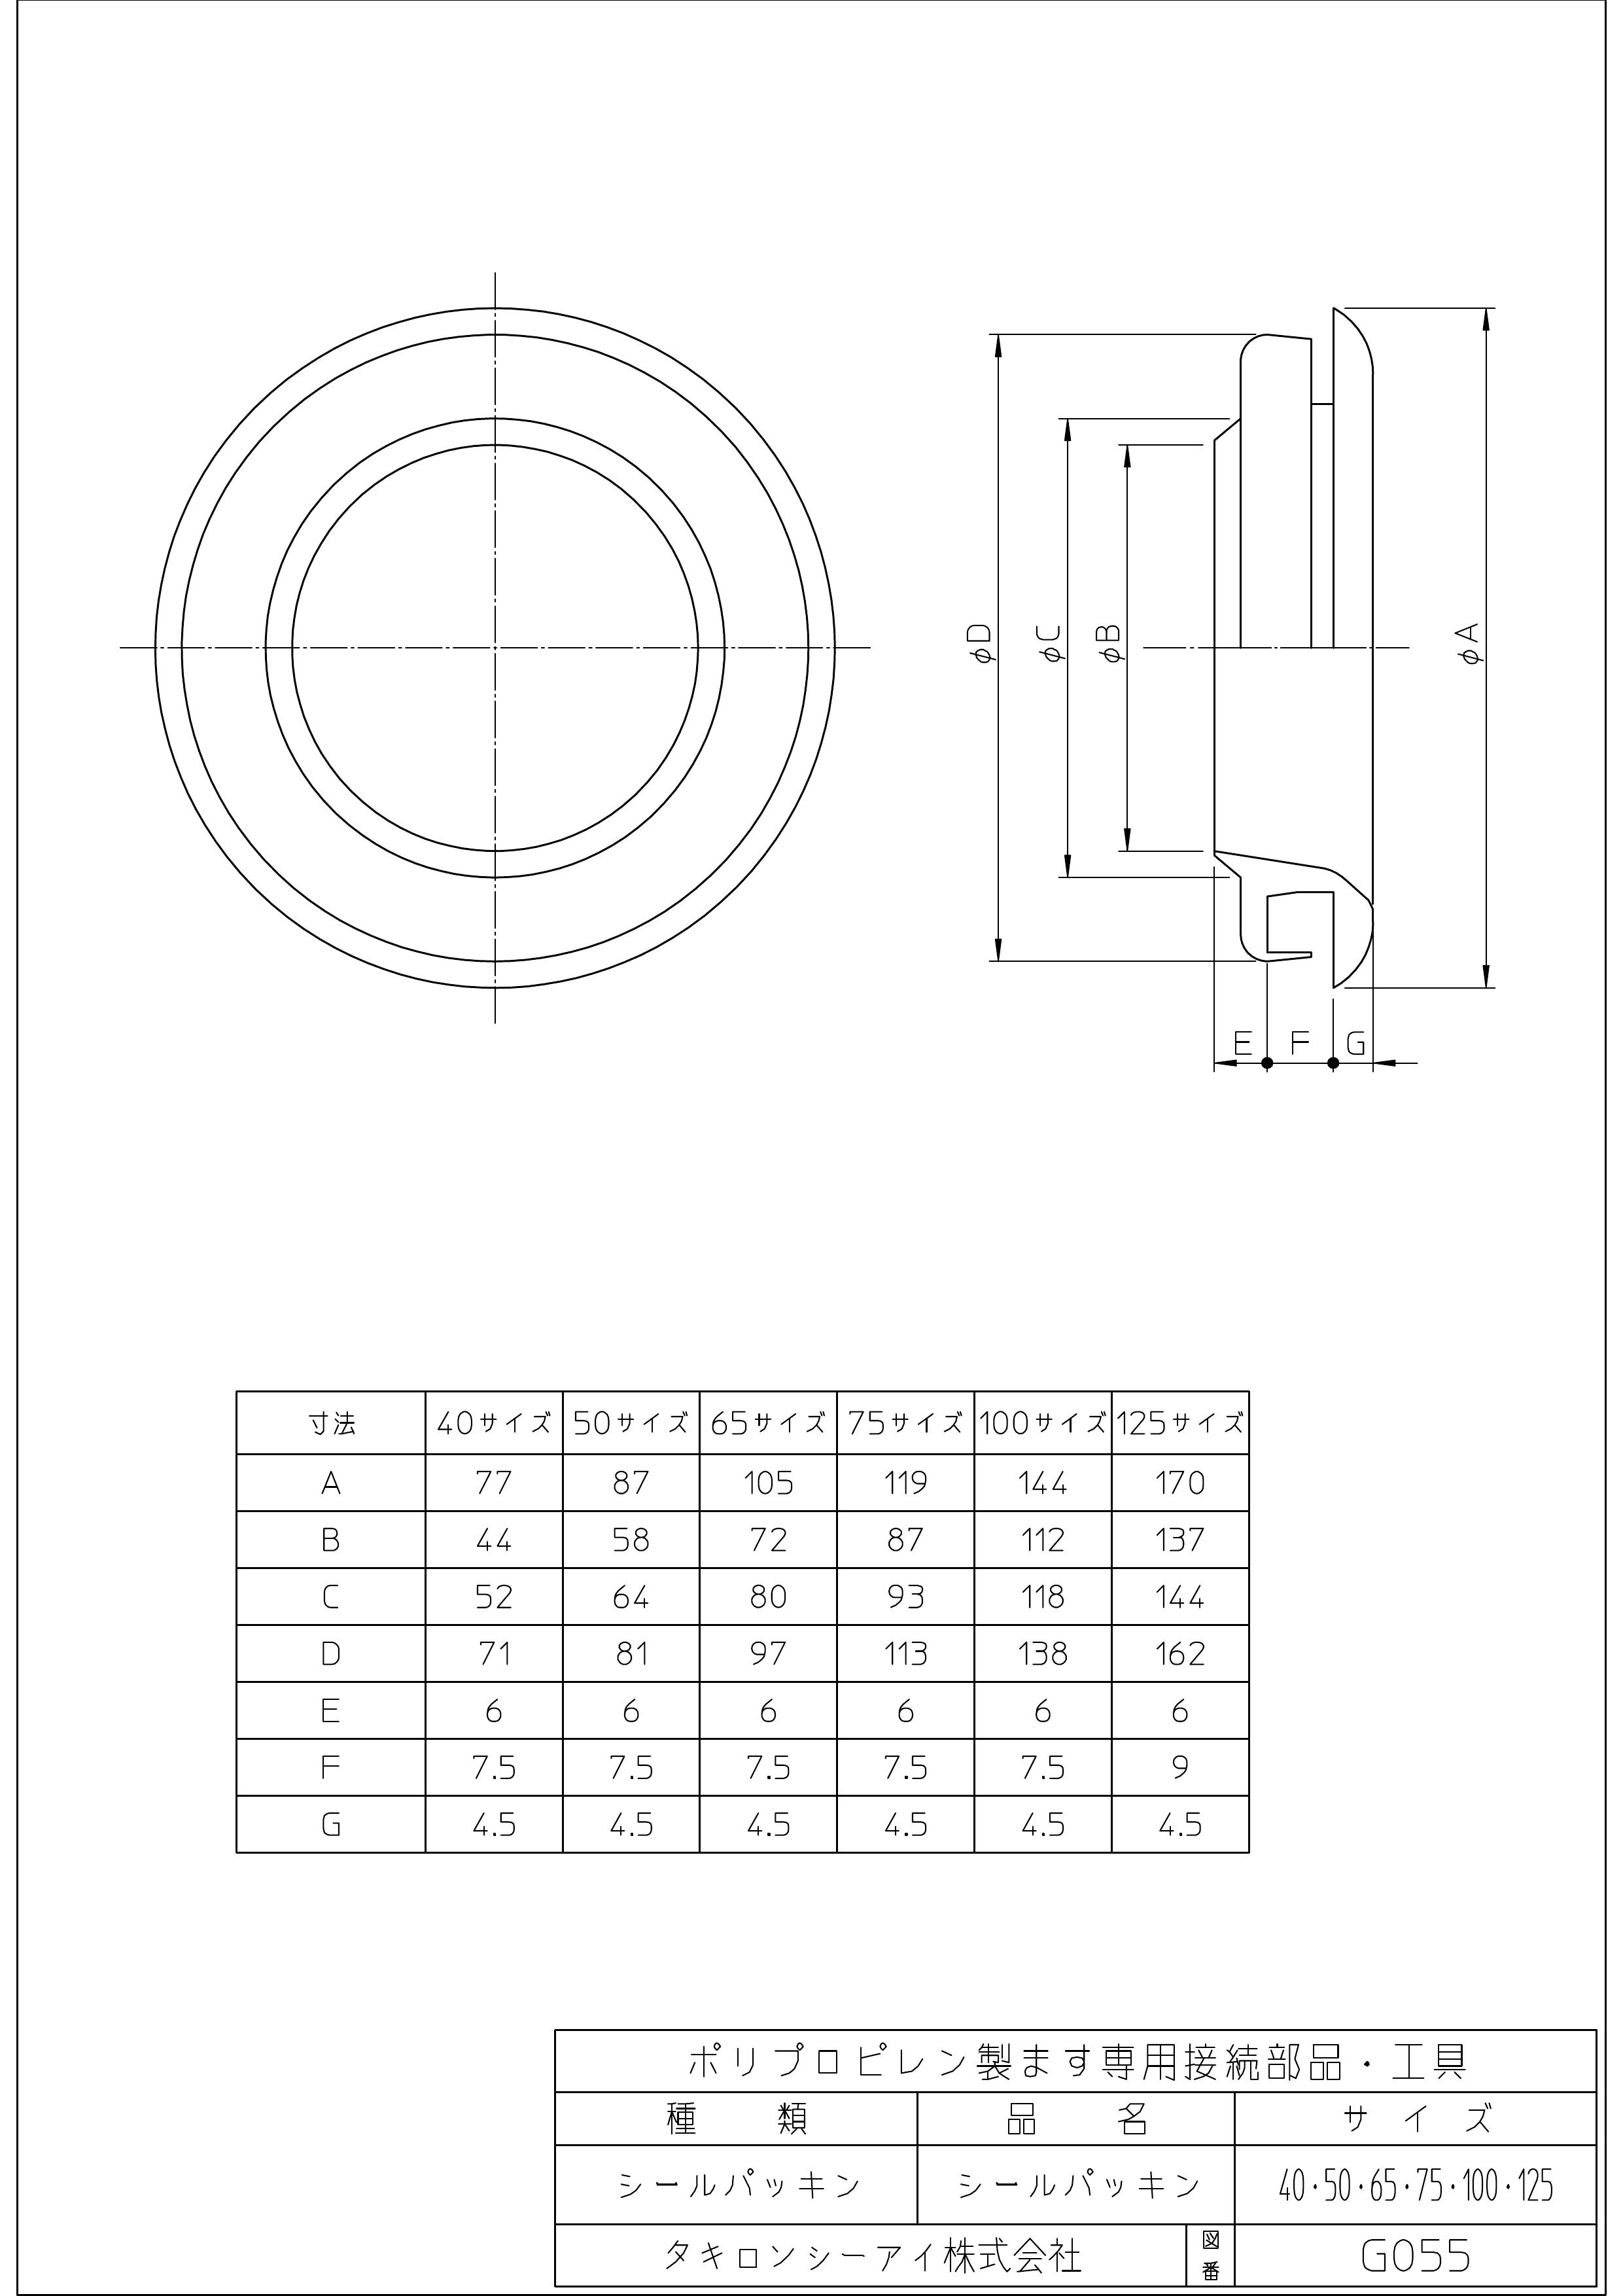 φD
φC
φB
φA
E F G
寸法 40サイズ 50サイズ 65サイズ 75サイズ 100サイズ 125サイズ
A 77 87 105 119 144 170
B 44 58 72 87 112 137
C 52 64 80 93 118 144
D 71 81 97 113 138 162
E 6 6 6 6 6 6
F 7.5 7.5 7.5 7.5 7.5 9
G 4.5 4.5 4.5 4.5 4.5 4.5
ポリプロピレン製ます専用接続部品・工具
種類 品名 サイズ
シールパッキン シールパッキン 40・50・65・75・100・125
タキロンシーアイ株式会社 図番 G055